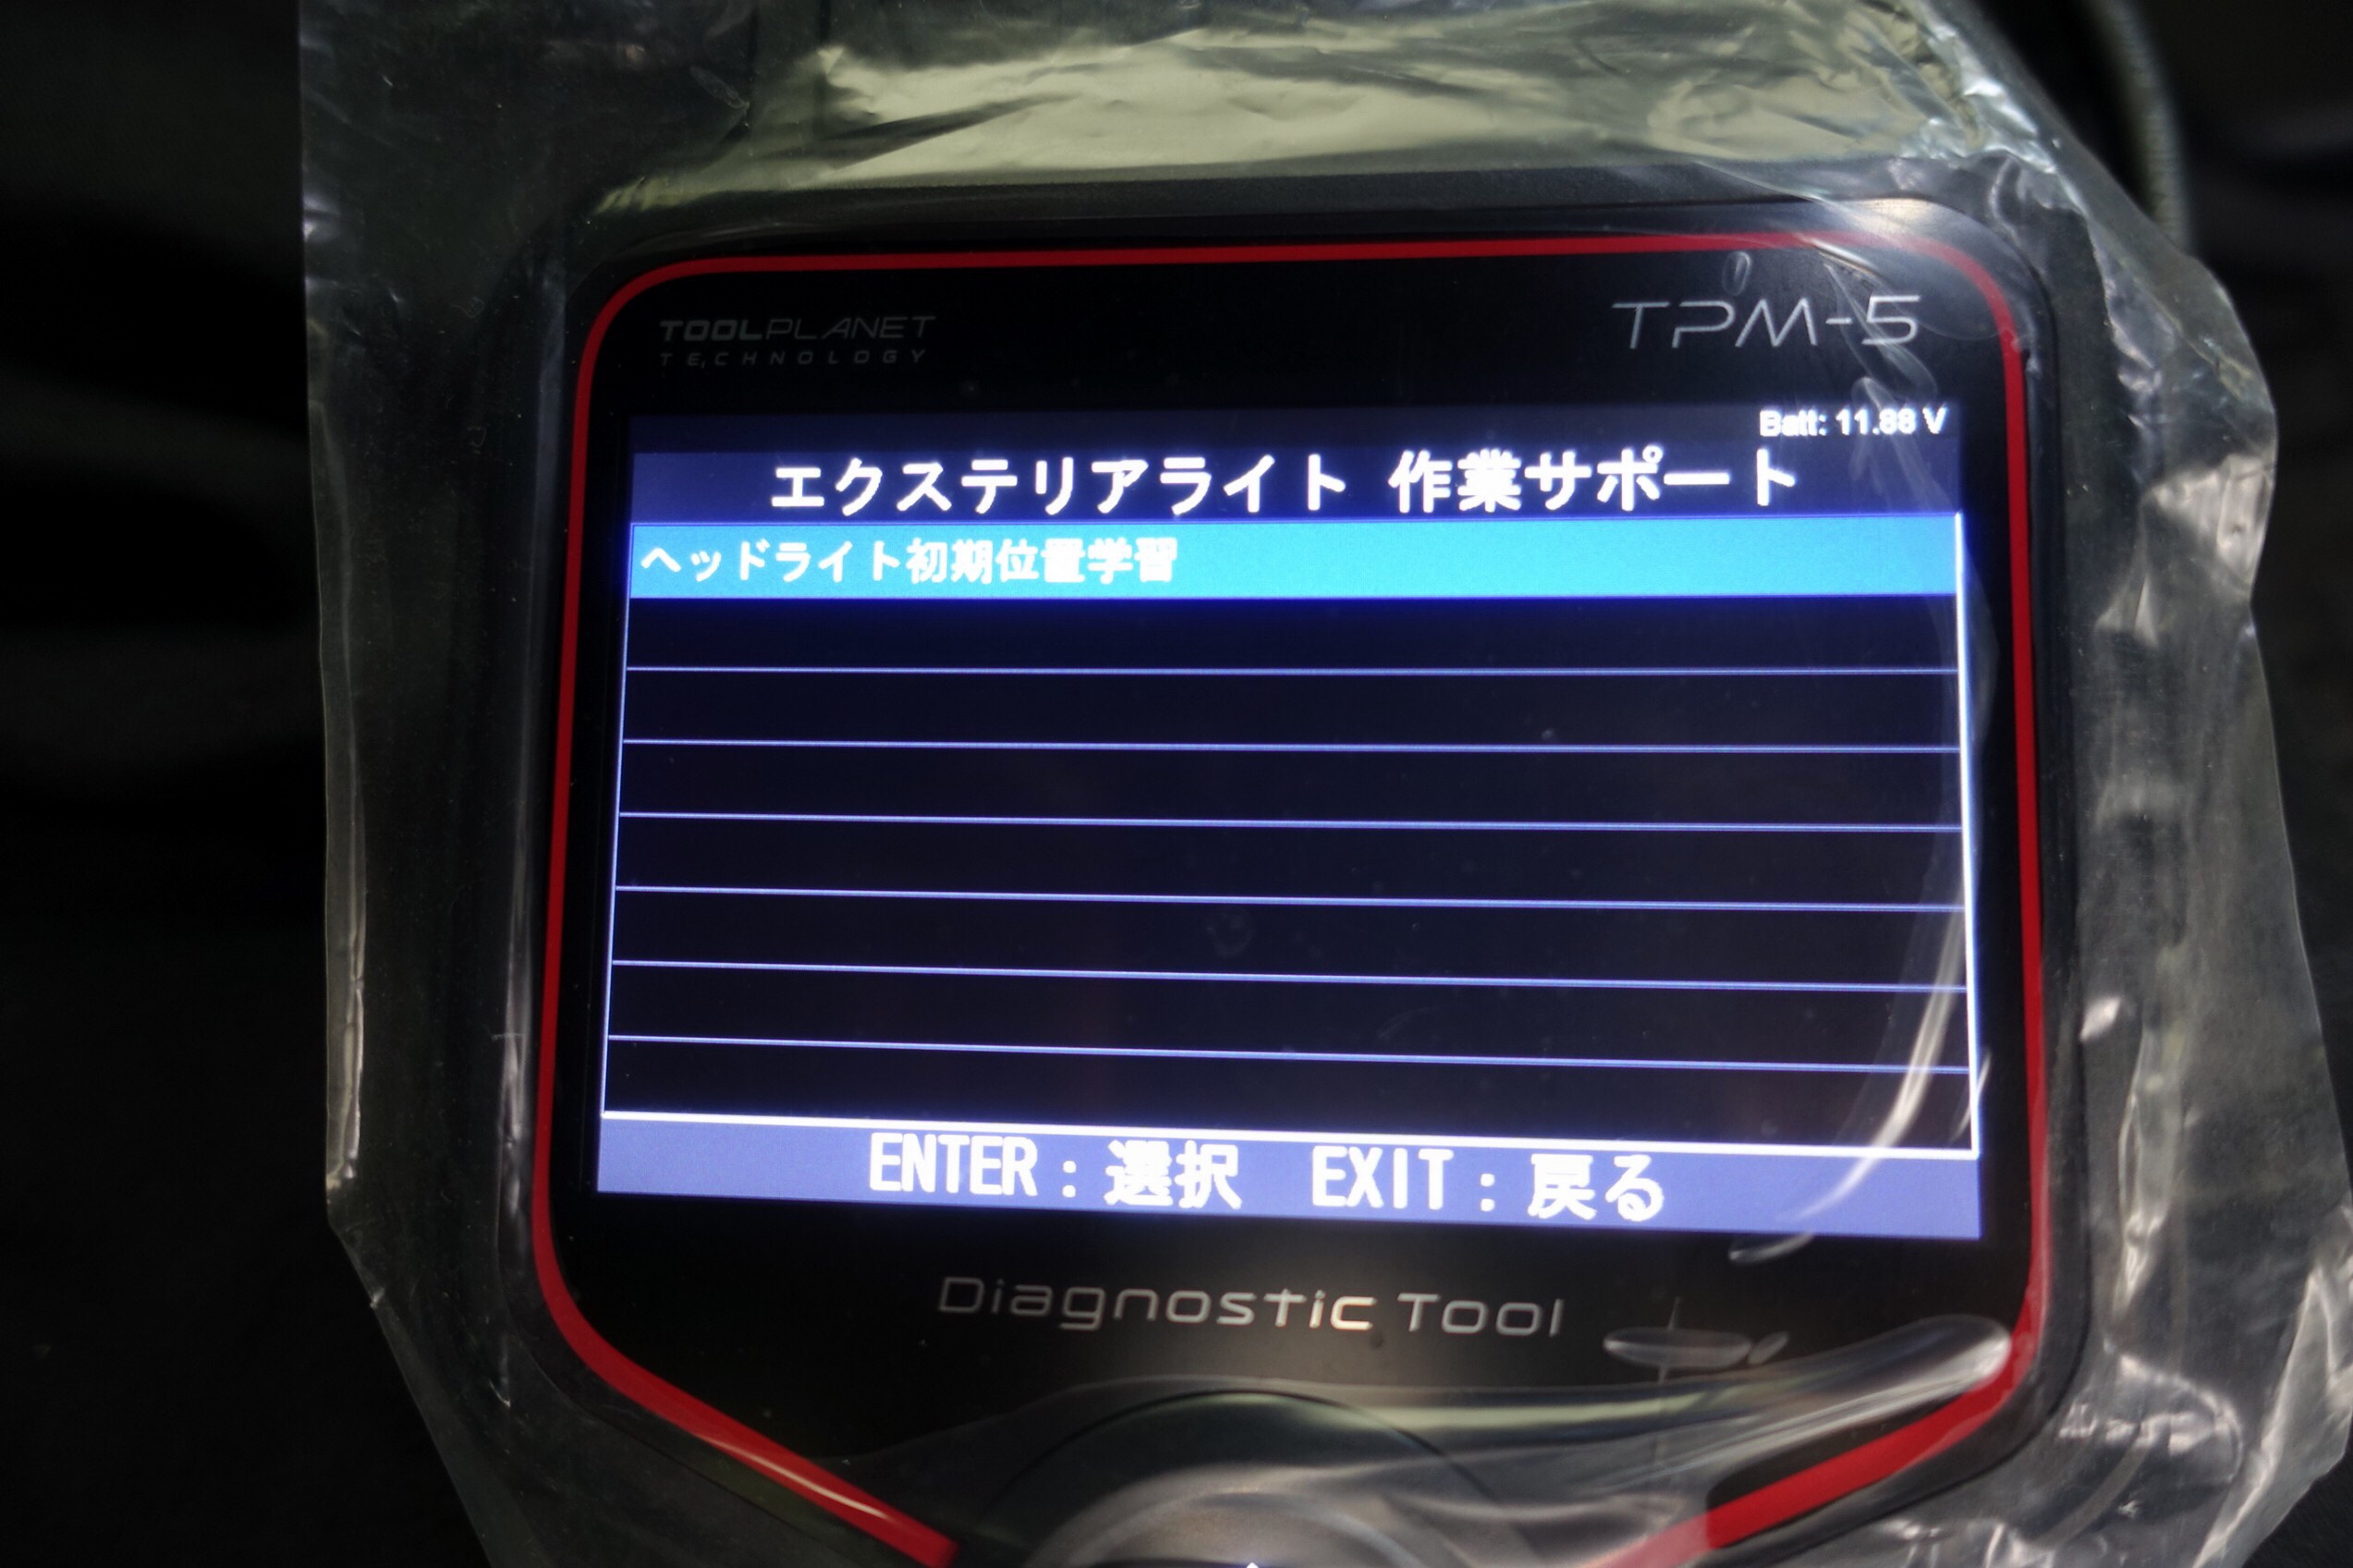 TOOLPLANET
TECHNOLOGY
TPM-5
Batt: 11.88 V
エクステリアライト 作業サポート
ヘッドライト初期位置学習
ENTER：選択 EXIT：戻る
Diagnostic Tool